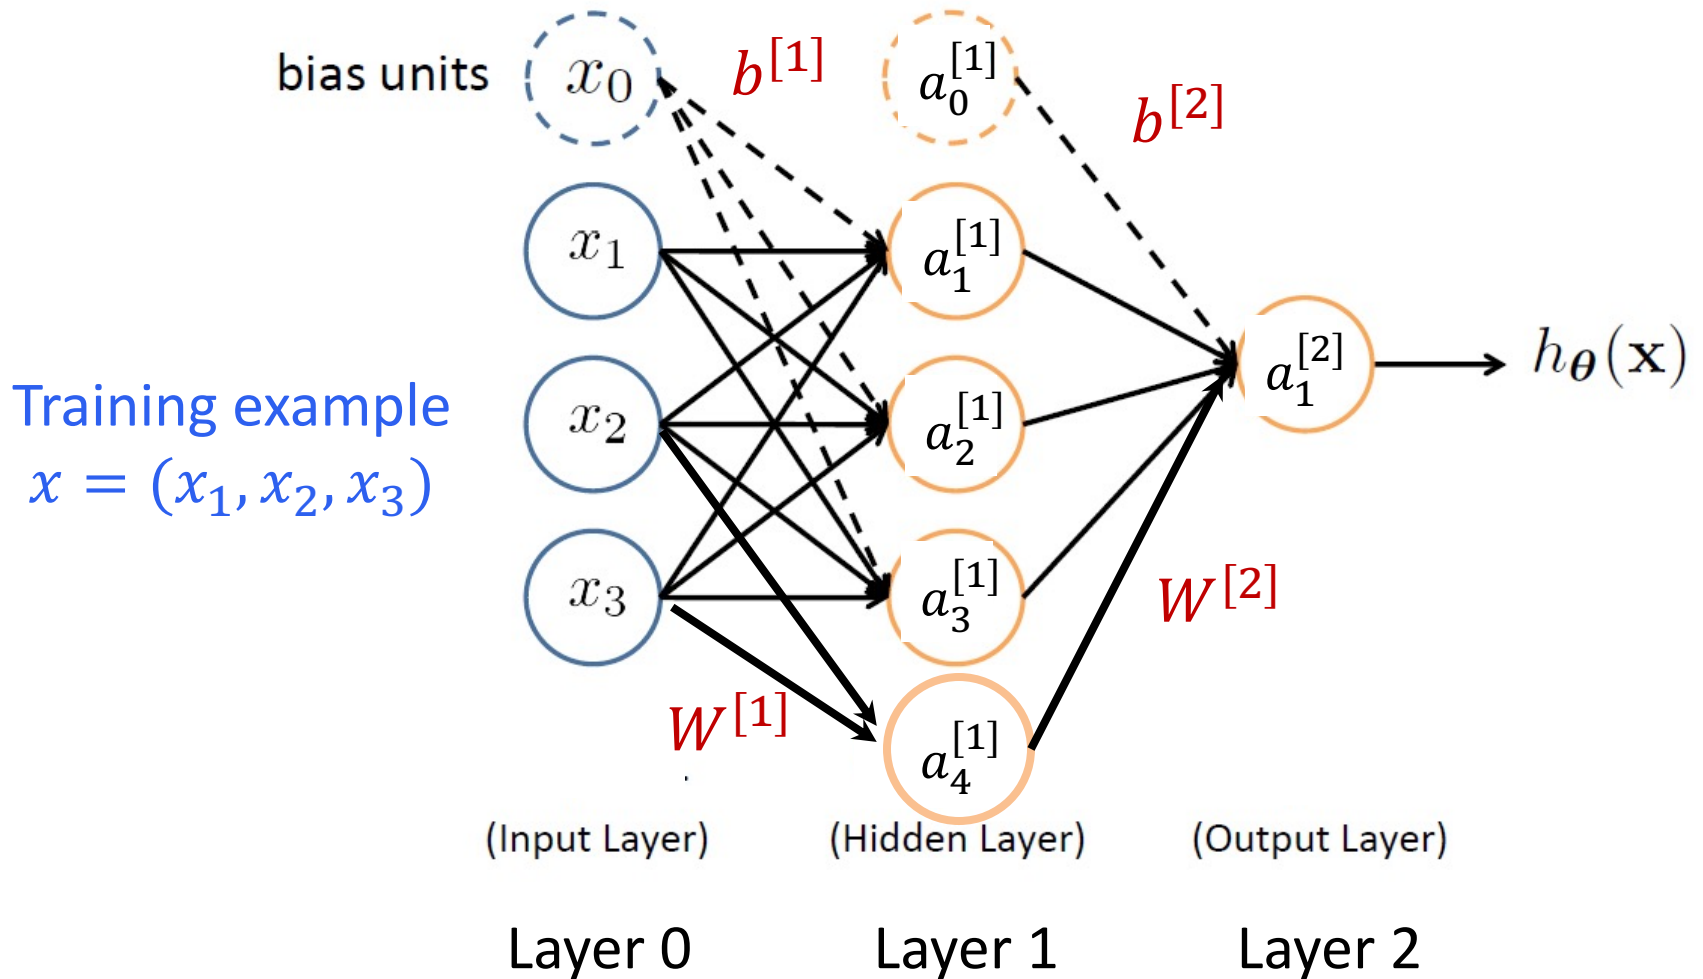 bias units
x₀
b^[1]
a₀^[1]
b^[2]
x₁
a₁^[1]
x₂
a₂^[1]
a₁^[2]
h_θ(x)
Training example
x = (x₁, x₂, x₃)
x₃
a₃^[1]
W^[2]
W^[1]
a₄^[1]
(Input Layer)
(Hidden Layer)
(Output Layer)
Layer 0
Layer 1
Layer 2